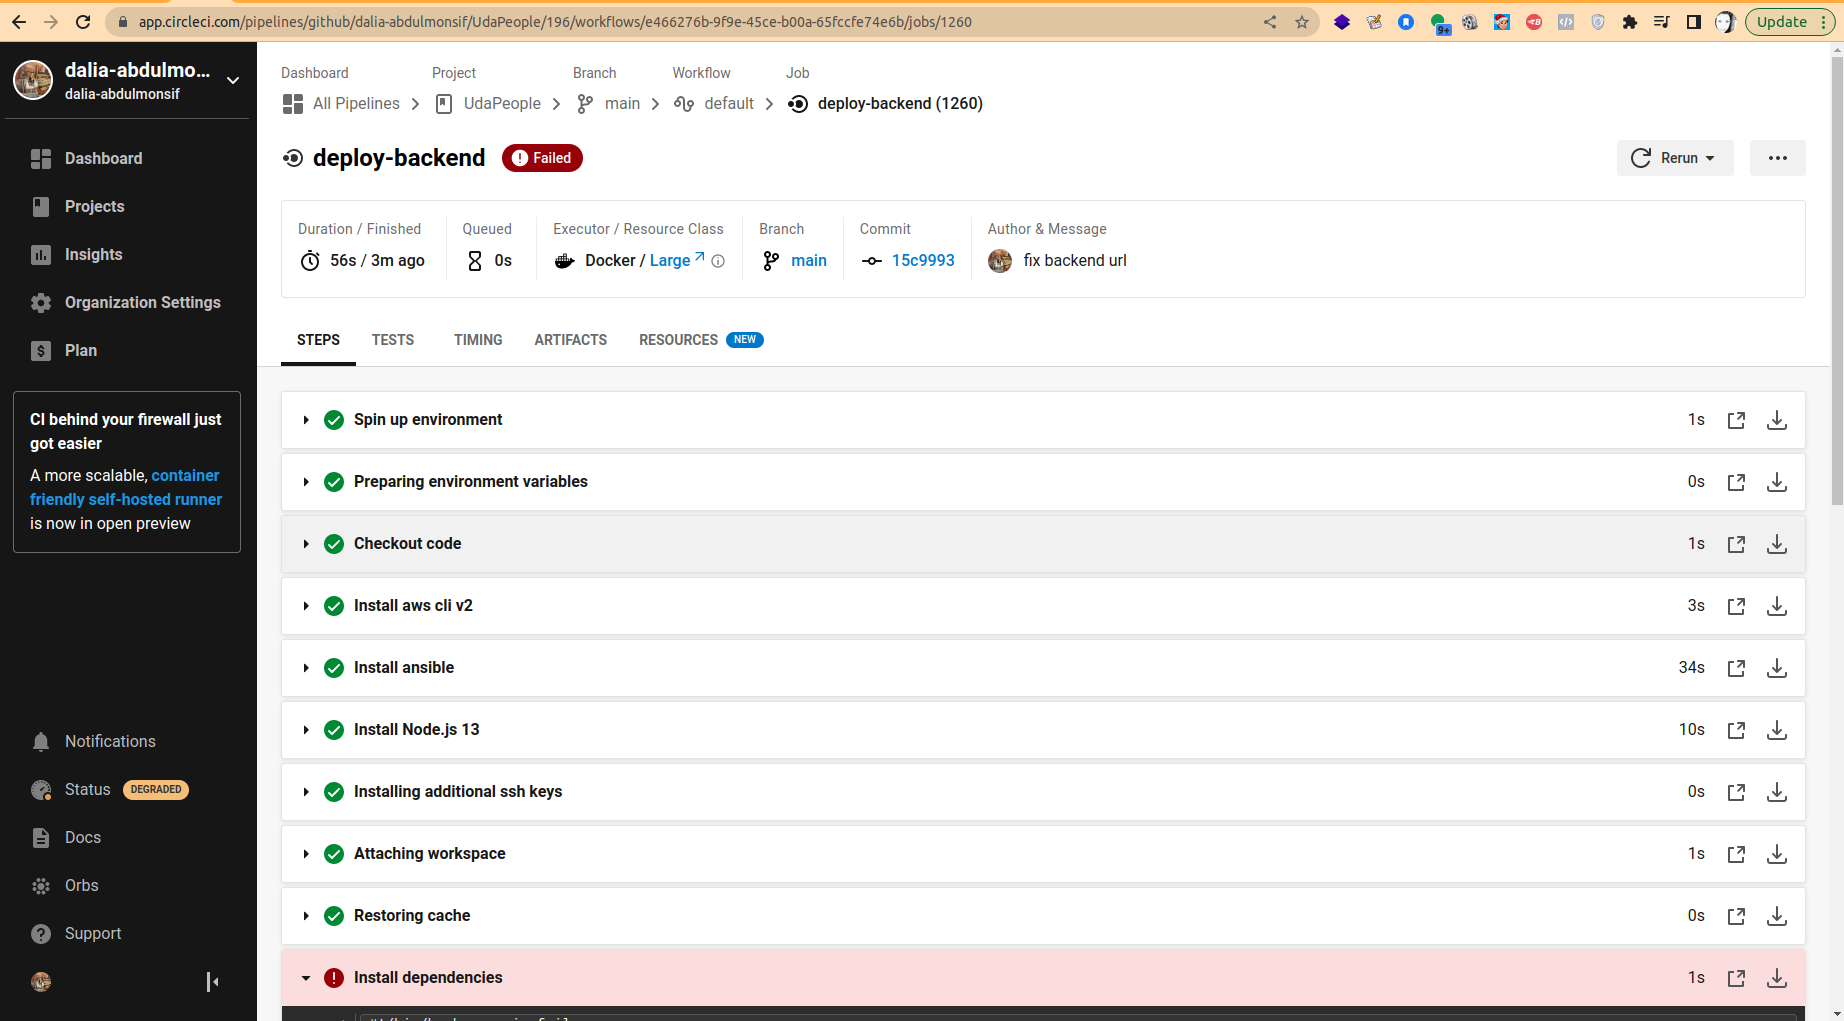 app.circleci.com/pipelines/github/dalia-abdulmonsif/UdaPeople/196/workflows/e466276b-9f9e-45ce-b00a-65fccfe74e6b/jobs/1260
9+
Update
dalia-abdulmo...
dalia-abdulmonsif
Dashboard
Projects
Insights
Organization Settings
Plan
CI behind your firewall just
got easier
A more scalable, container
friendly self-hosted runner
is now in open preview
Notifications
Status DEGRADED
Docs
Orbs
Support
Dashboard Project Branch Workflow Job
All Pipelines UdaPeople main default deploy-backend (1260)
deploy-backend Failed
Rerun
Duration / Finished Queued Executor / Resource Class Branch Commit Author & Message
56s / 3m ago 0s Docker / Large main 15c9993 fix backend url
STEPS TESTS TIMING ARTIFACTS RESOURCES NEW
Spin up environment 1s
Preparing environment variables 0s
Checkout code 1s
Install aws cli v2 3s
Install ansible 34s
Install Node.js 13 10s
Installing additional ssh keys 0s
Attaching workspace 1s
Restoring cache 0s
Install dependencies 1s